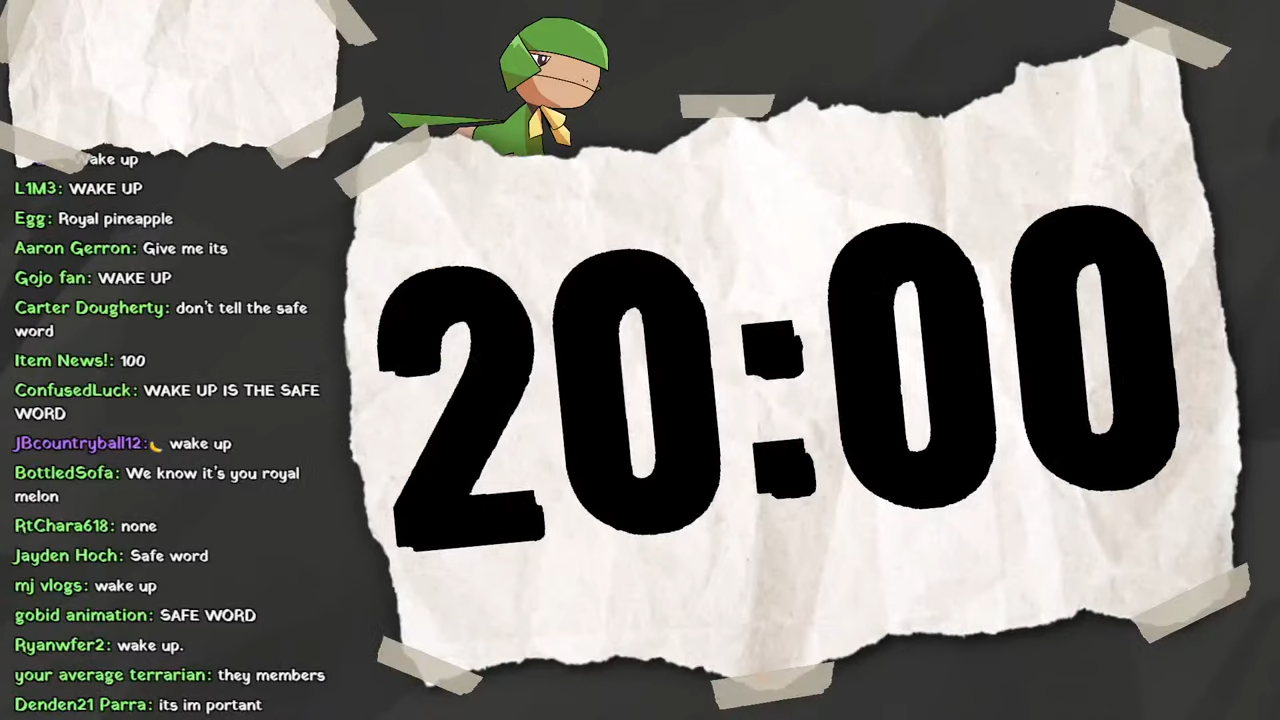 Wake up
L1M3: WAKE UP
Egg: Royal pineapple
Aaron Gerron: Give me its
Gojo fan: WAKE UP
Carter Dougherty: don't tell the safe
word
Item News!: 100
ConfusedLuck: WAKE UP IS THE SAFE
WORD
JBcountryball12: wake up
BottledSofa: We know it's you royal
melon
RtChara618: none
Jayden Hoch: Safe word
mj vlogs: wake up
gobid animation: SAFE WORD
Ryanwfer2: wake up.
your average terrarian: they members
Denden21 Parra: its im portant
20:00